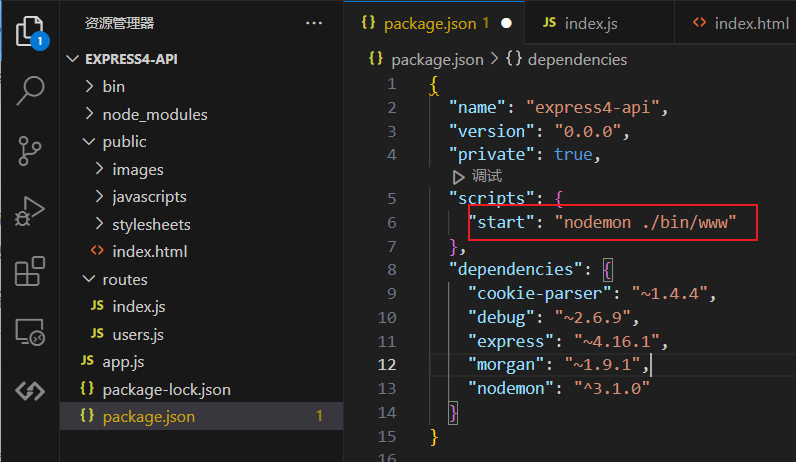 资源管理器
EXPRESS4-API
bin
node_modules
public
images
javascripts
stylesheets
index.html
routes
index.js
users.js
app.js
package-lock.json
package.json 1
1
package.json 1
JS index.js
index.html
{} package.json > {} dependencies
1 {
2 "name": "express4-api",
3 "version": "0.0.0",
4 "private": true,
调试
5 "scripts": {
6 "start": "nodemon ./bin/www"
7 },
8 "dependencies": {
9 "cookie-parser": "~1.4.4",
10 "debug": "~2.6.9",
11 "express": "~4.16.1",
12 "morgan": "~1.9.1",
13 "nodemon": "^3.1.0"
14 }
15 }